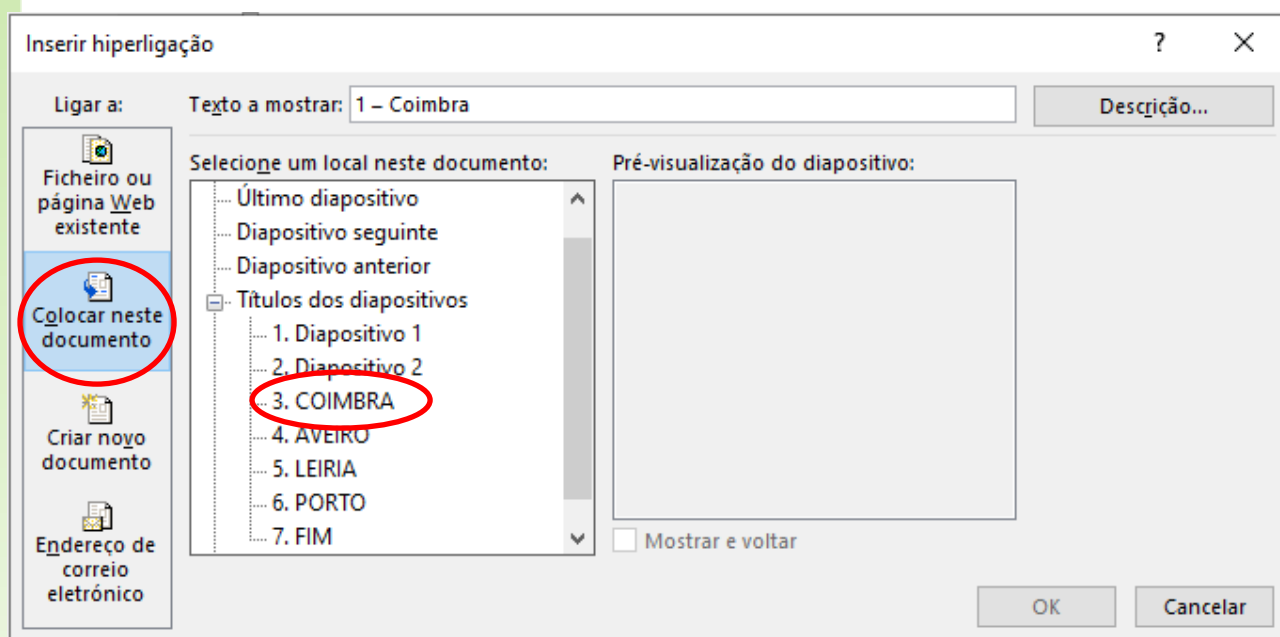 Inserir hiperligação
?
Ligar a:
Texto a mostrar: 1 – Coimbra
Descrição...
Ficheiro ou
página Web
existente
Colocar neste
documento
Criar novo
documento
Endereço de
correio
eletrónico
Selecione um local neste documento:
Último diapositivo
Diapositivo seguinte
Diapositivo anterior
Títulos dos diapositivos
1. Diapositivo 1
2. Diapositivo 2
3. COIMBRA
4. AVEIRO
5. LEIRIA
6. PORTO
7. FIM
Pré-visualização do diapositivo:
Mostrar e voltar
OK
Cancelar